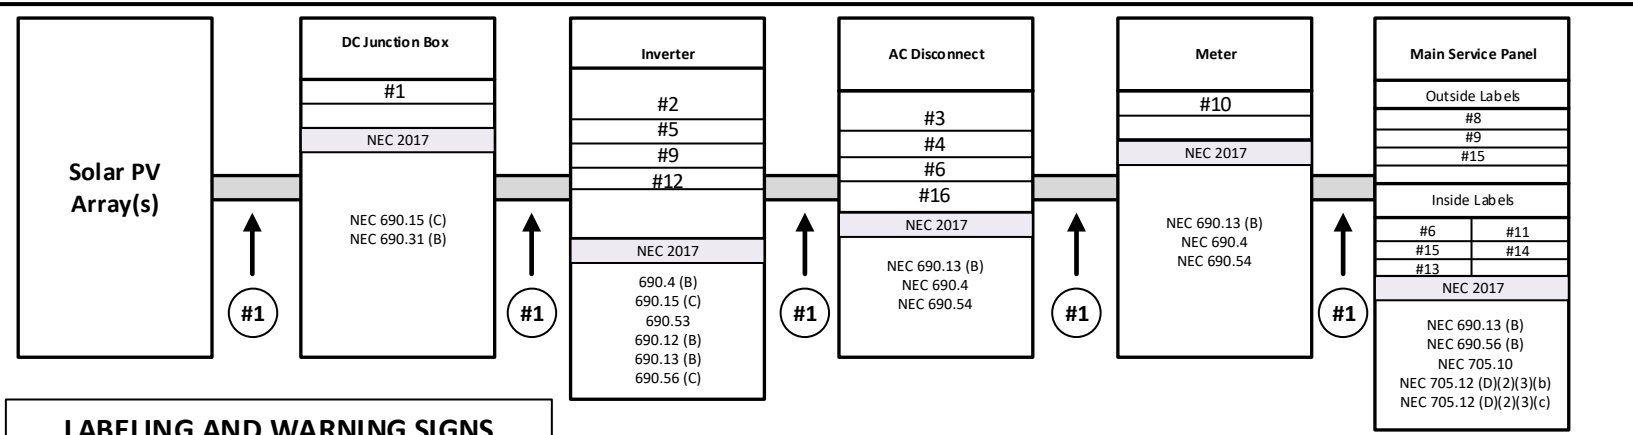 Solar PV
Array(s)
#1
DC Junction Box
#1
NEC 2017
NEC 690.15 (C)
NEC 690.31 (B)
#1
Inverter
#2
#5
#9
#12
NEC 2017
690.4 (B)
690.15 (C)
690.53
690.12 (B)
690.13 (B)
690.56 (C)
#1
AC Disconnect
#3
#4
#6
#16
NEC 2017
NEC 690.13 (B)
NEC 690.4
NEC 690.54
#1
Meter
#10
NEC 2017
NEC 690.13 (B)
NEC 690.4
NEC 690.54
#1
Main Service Panel
Outside Labels
#8
#9
#15
Inside Labels
#6 #11
#15 #14
#13
NEC 2017
NEC 690.13 (B)
NEC 690.56 (B)
NEC 705.10
NEC 705.12 (D)(2)(3)(b)
NEC 705.12 (D)(2)(3)(c)
LABELING AND WARNING SIGNS